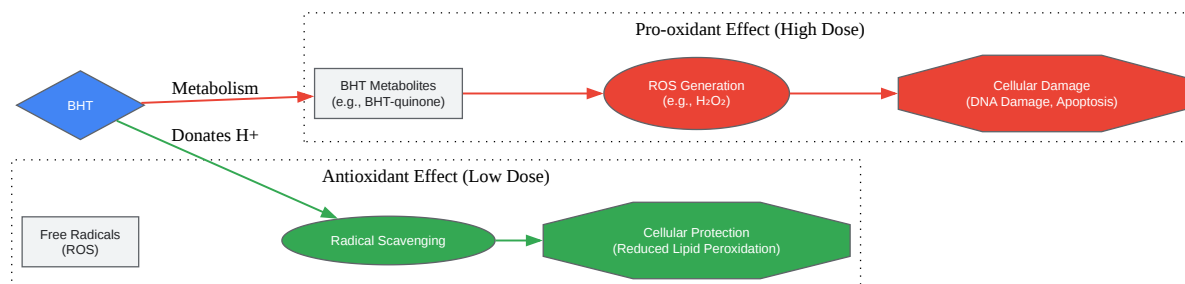 Pro-oxidant Effect (High Dose)
BHT
Metabolism
BHT Metabolites
(e.g., BHT-quinone)
ROS Generation
(e.g., H₂O₂)
Cellular Damage
(DNA Damage, Apoptosis)
Donates H+
Antioxidant Effect (Low Dose)
Free Radicals
(ROS)
Radical Scavenging
Cellular Protection
(Reduced Lipid Peroxidation)